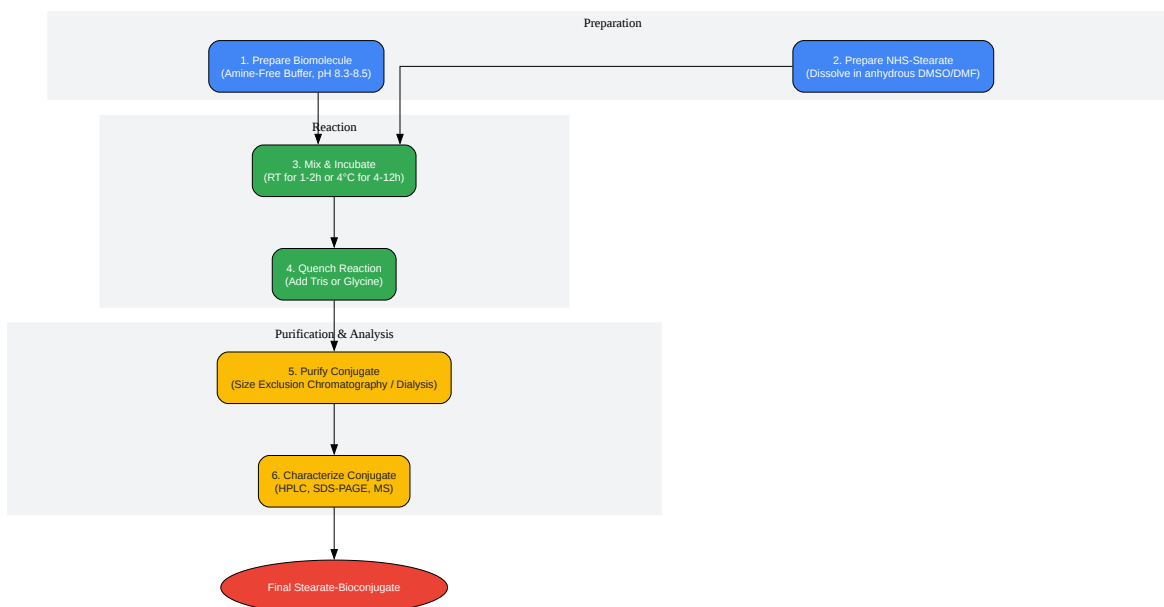 Preparation
1. Prepare Biomolecule
(Amine-Free Buffer, pH 8.3-8.5)
2. Prepare NHS-Stearate
(Dissolve in anhydrous DMSO/DMF)
Reaction
3. Mix & Incubate
(RT for 1-2h or 4°C for 4-12h)
4. Quench Reaction
(Add Tris or Glycine)
Purification & Analysis
5. Purify Conjugate
(Size Exclusion Chromatography / Dialysis)
6. Characterize Conjugate
(HPLC, SDS-PAGE, MS)
Final Stearate-Bioconjugate